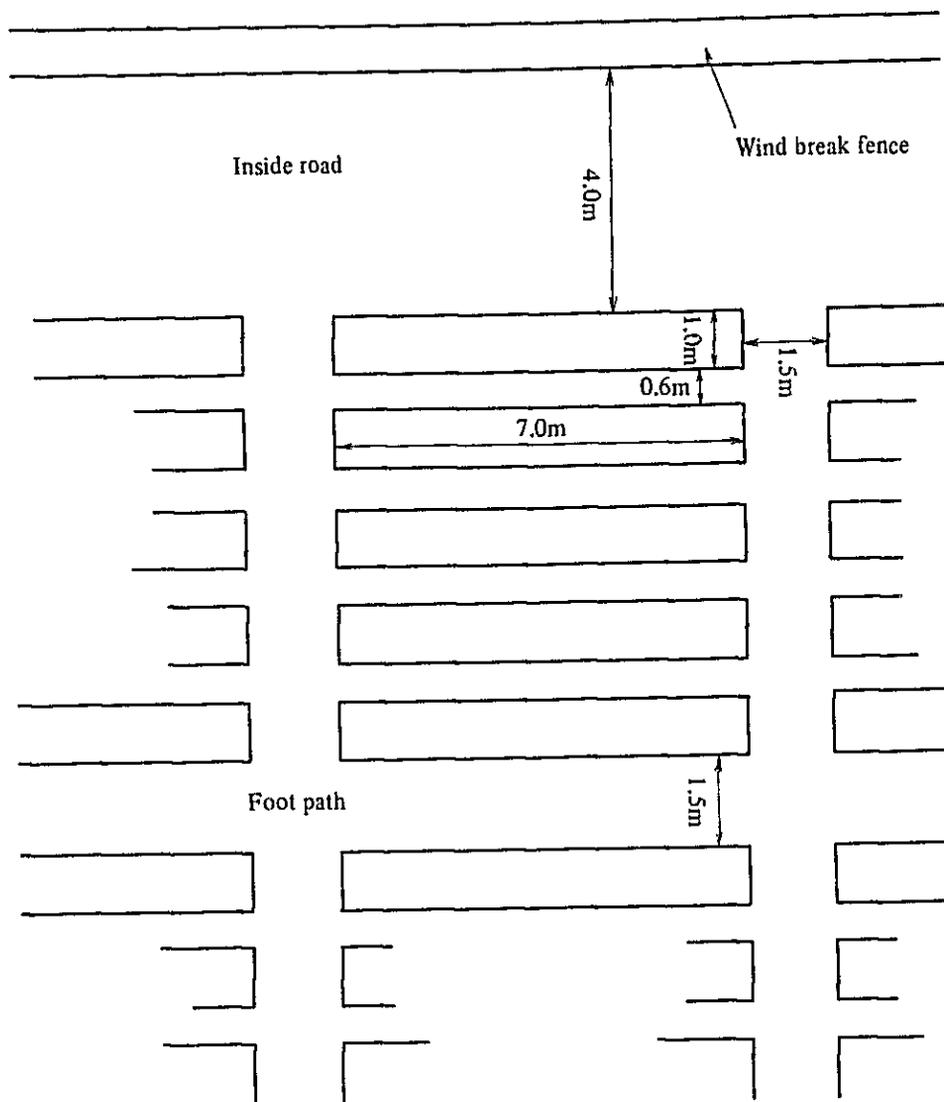 Wind break fence
Inside road
4.0m
1.0m
1.5m
0.6m
7.0m
1.5m
Foot path